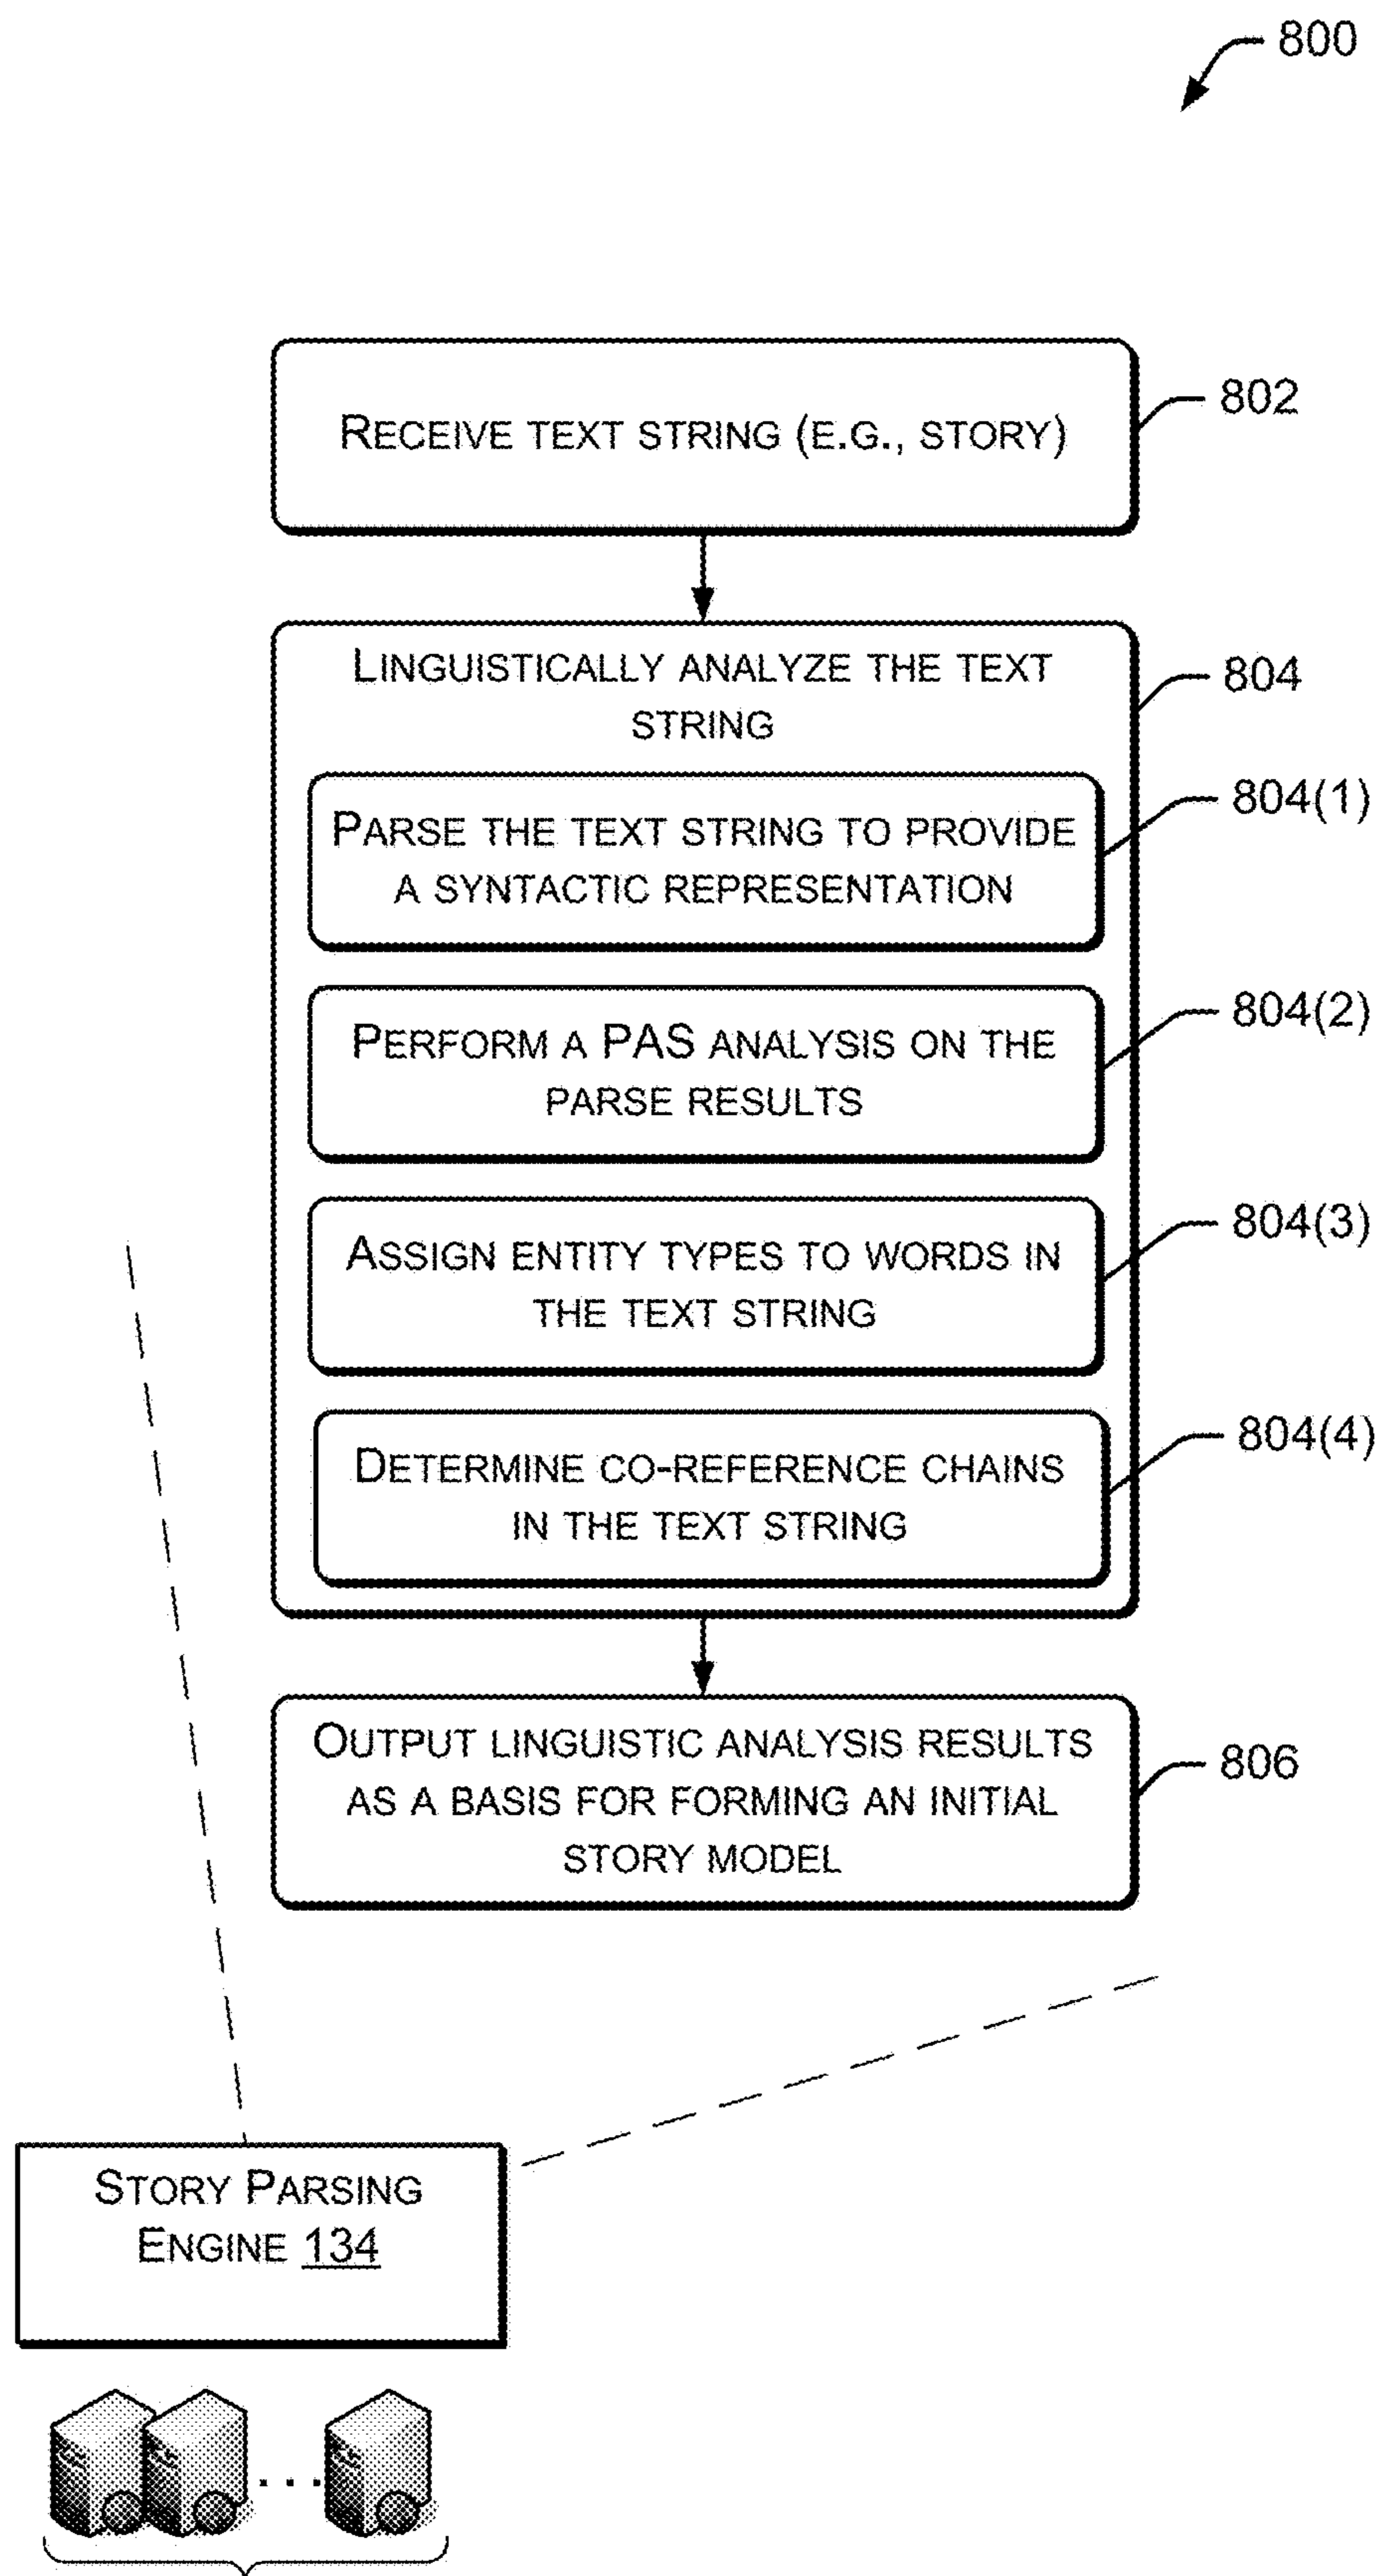 800
RECEIVE TEXT STRING (E.G., STORY)
802
LINGUISTICALLY ANALYZE THE TEXT
STRING
804
PARSE THE TEXT STRING TO PROVIDE
A SYNTACTIC REPRESENTATION
804(1)
PERFORM A PAS ANALYSIS ON THE
PARSE RESULTS
804(2)
ASSIGN ENTITY TYPES TO WORDS IN
THE TEXT STRING
804(3)
DETERMINE CO-REFERENCE CHAINS
IN THE TEXT STRING
804(4)
OUTPUT LINGUISTIC ANALYSIS RESULTS
AS A BASIS FOR FORMING AN INITIAL
STORY MODEL
806
STORY PARSING
ENGINE 134
...